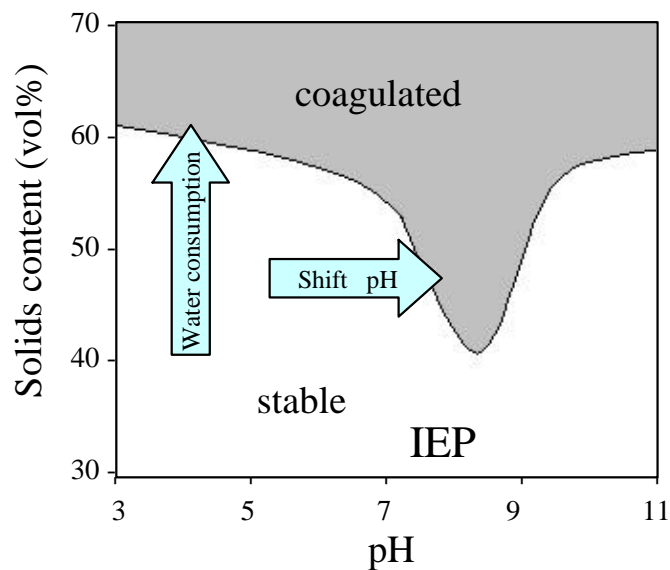 70
coagulated
60
Water consumption
50
Shift pH
Solids content (vol%)
40
stable
IEP
30
3 5 7 9 11
pH